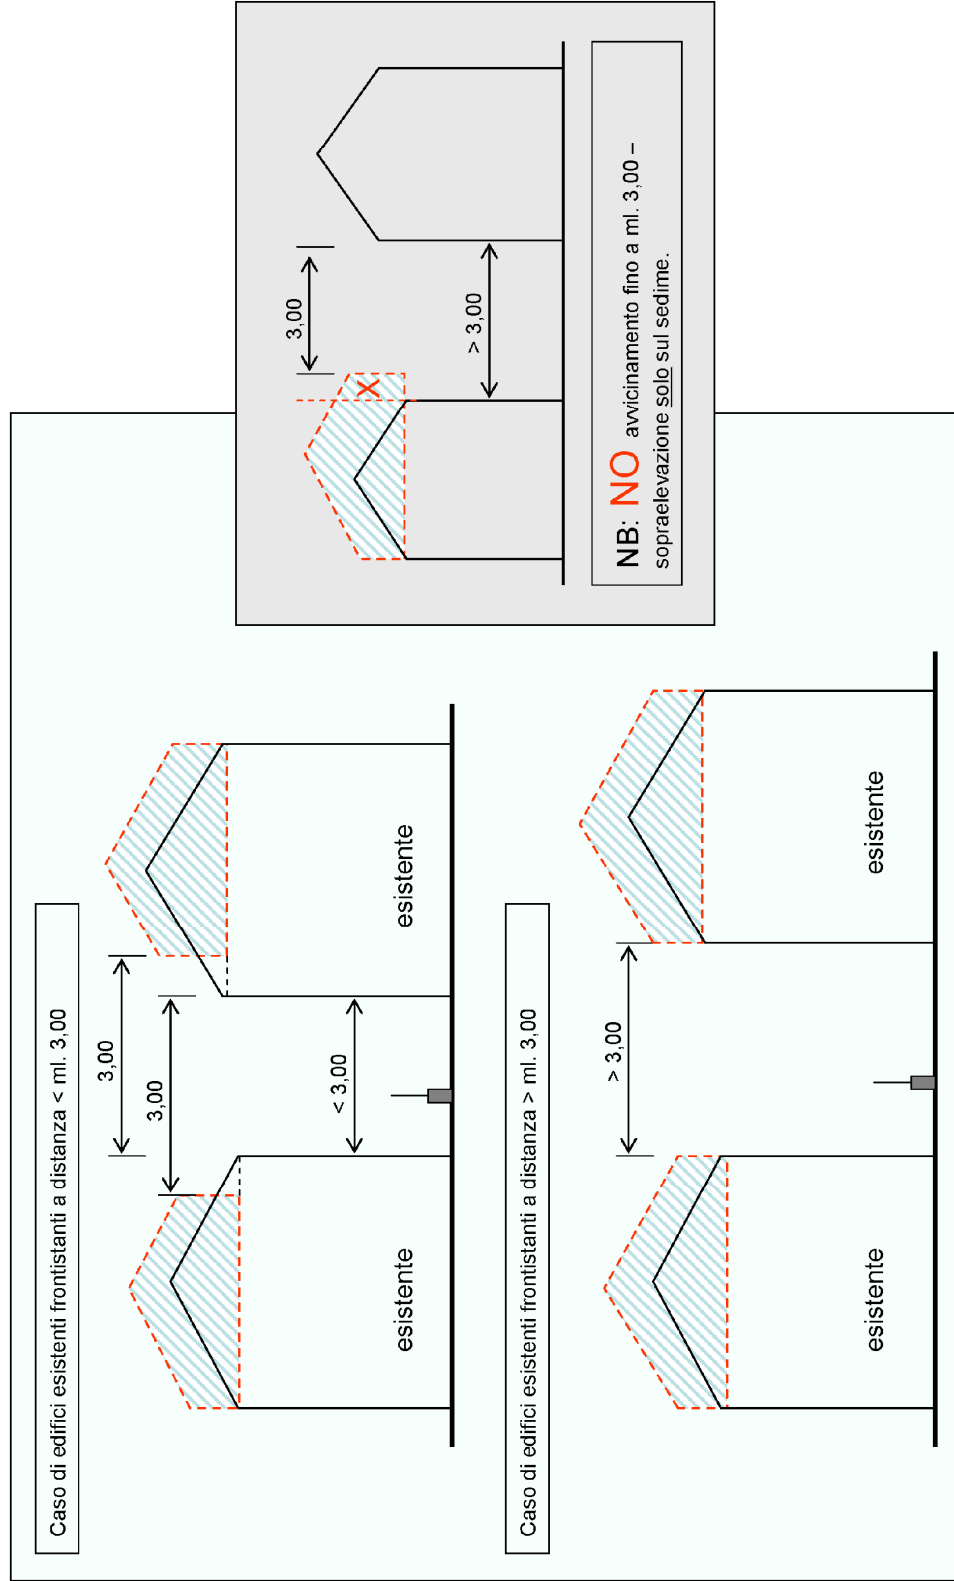 Caso di edifici esistenti frontistanti a distanza < ml. 3,00
3,00
3,00
< 3,00
esistente
esistente
Caso di edifici esistenti frontistanti a distanza > ml. 3,00
> 3,00
esistente
esistente
3,00
> 3,00
X
NB: NO avvicinamento fino a ml. 3,00 –
sopraelevazione solo sul sedime.